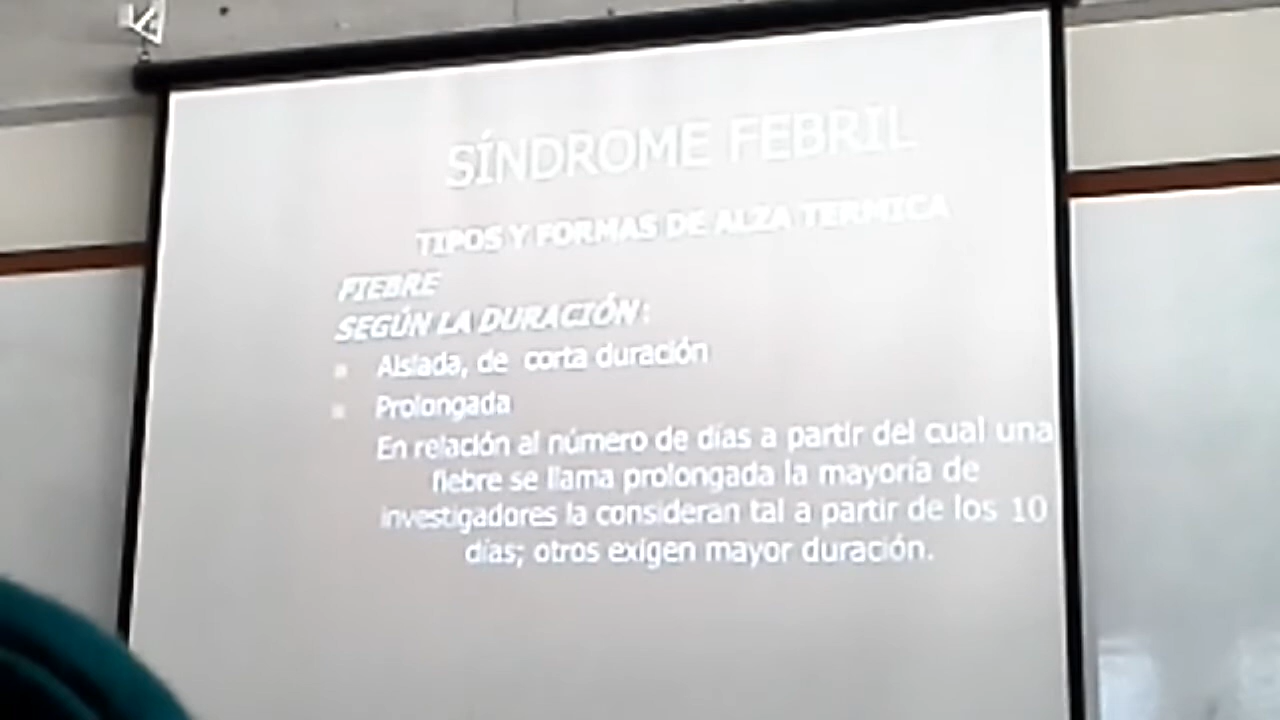 SÍNDROME FEBRIL
TIPOS Y FORMAS DE ALZA TERMICA
FIEBRE
SEGÚN LA DURACIÓN:
Aislada, de corta duración
Prolongada
En relación al número de días a partir del cual una
fiebre se llama prolongada la mayoría de
investigadores la consideran tal a partir de los 10
días; otros exigen mayor duración.